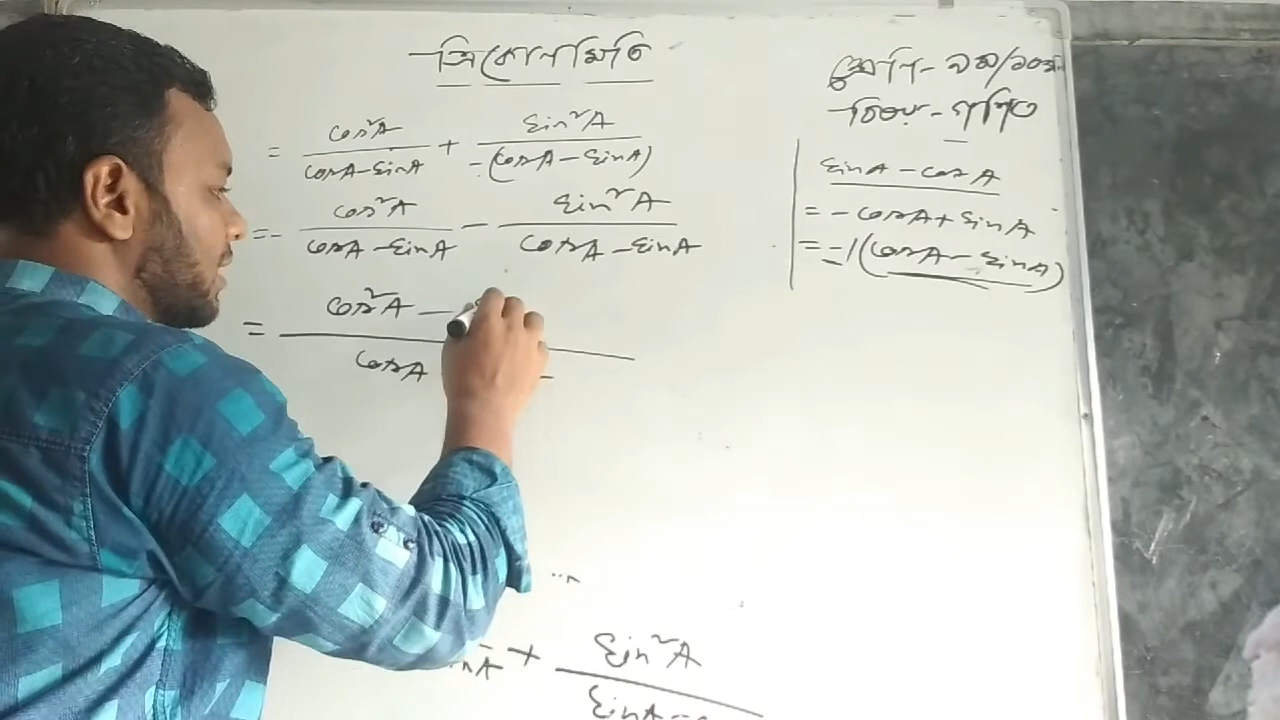 ত্রিকোণমিতি
= cos²A / (cosA-sinA) + sin²A / -(cosA-sinA)
=- cos²A / (cosA-sinA) - sin²A / (cosA-sinA)
= cos²A - / cosA
শ্রেণি- ৯ম/১০ম
বিষয়- গণিত
sinA - cosA
= -cosA + sinA
= -1(cosA - sinA)
+ sin²A
sinA